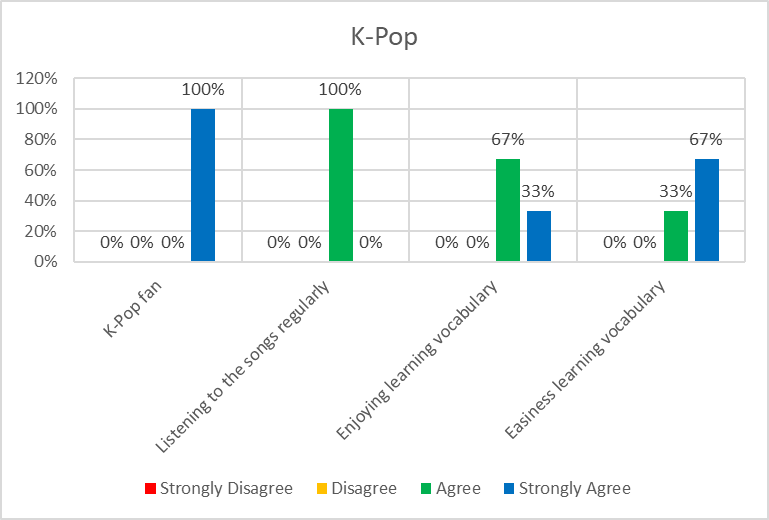 K-Pop
120%
100%
80%
60%
40%
20%
0%
0% 0% 0% 100%
0% 0% 100% 0%
0% 0% 67% 33%
0% 0% 33% 67%
K-Pop fan
Listening to the songs regularly
Enjoying learning vocabulary
Easiness learning vocabulary
Strongly Disagree Disagree Agree Strongly Agree